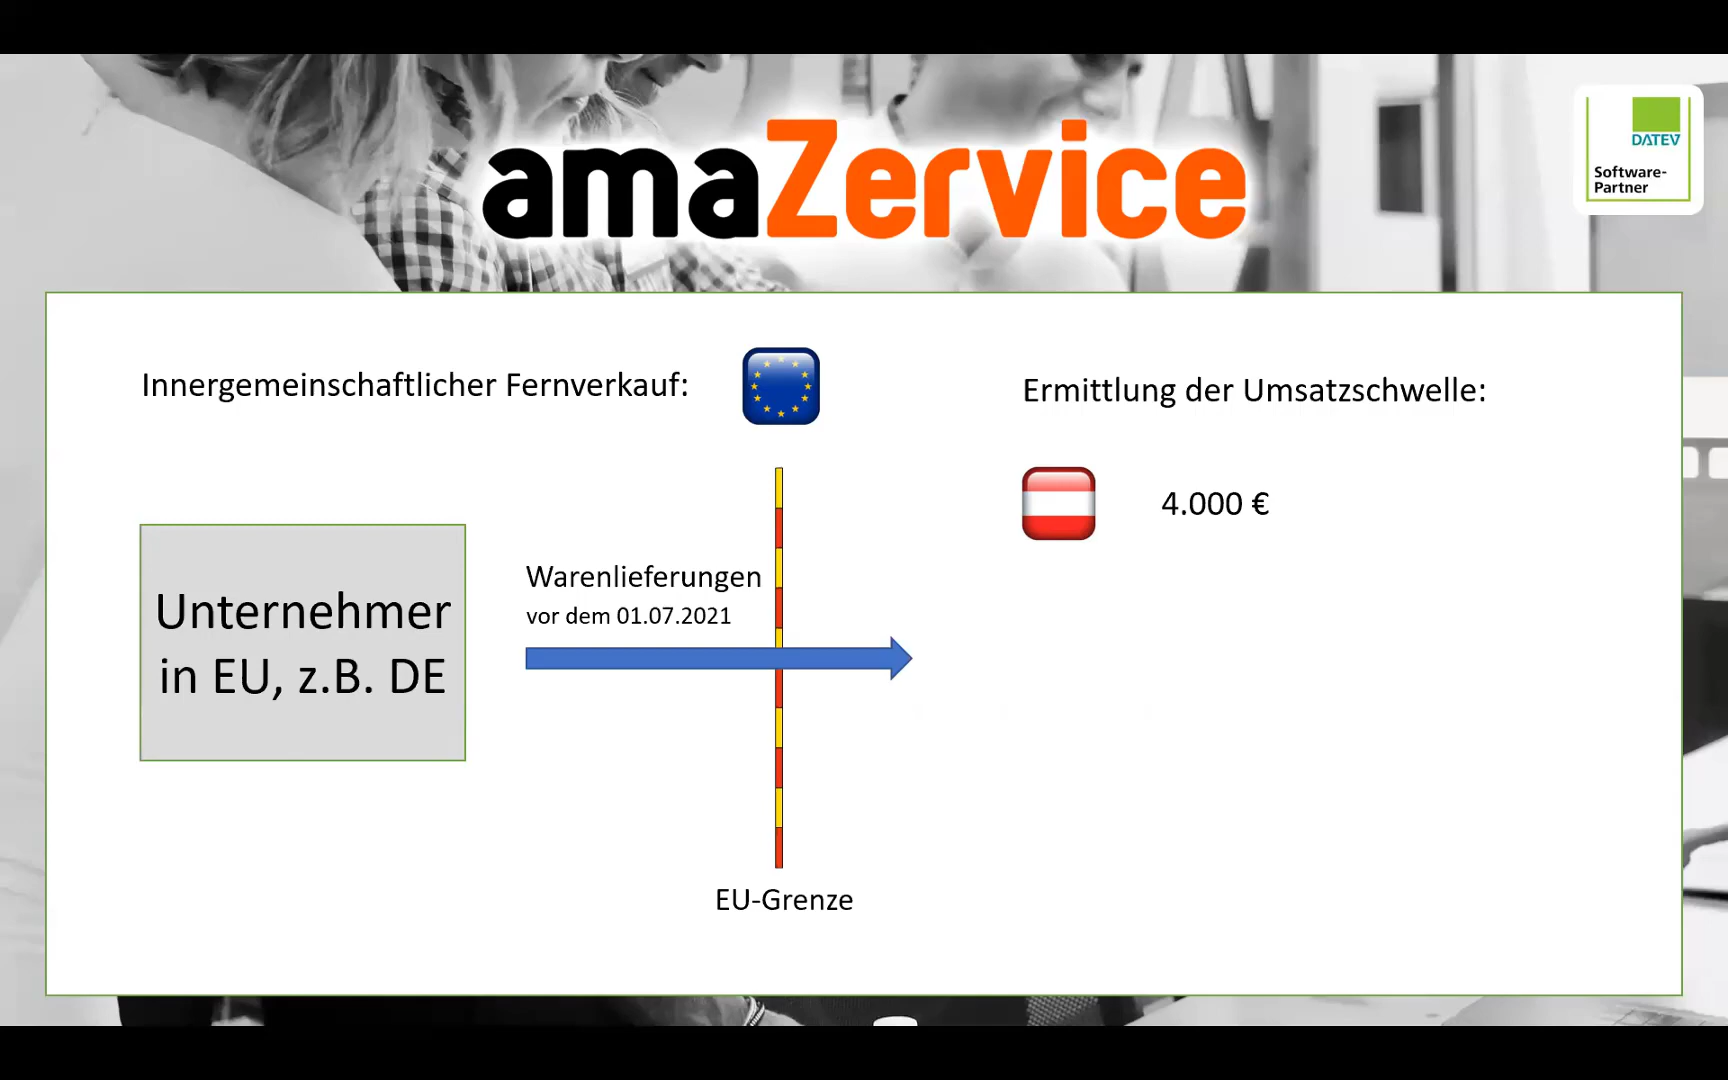 amaZervice
DATEV
Software-
Partner
Innergemeinschaftlicher Fernverkauf:
Ermittlung der Umsatzschwelle:
4.000 €
Unternehmer
in EU, z.B. DE
Warenlieferungen
vor dem 01.07.2021
EU-Grenze